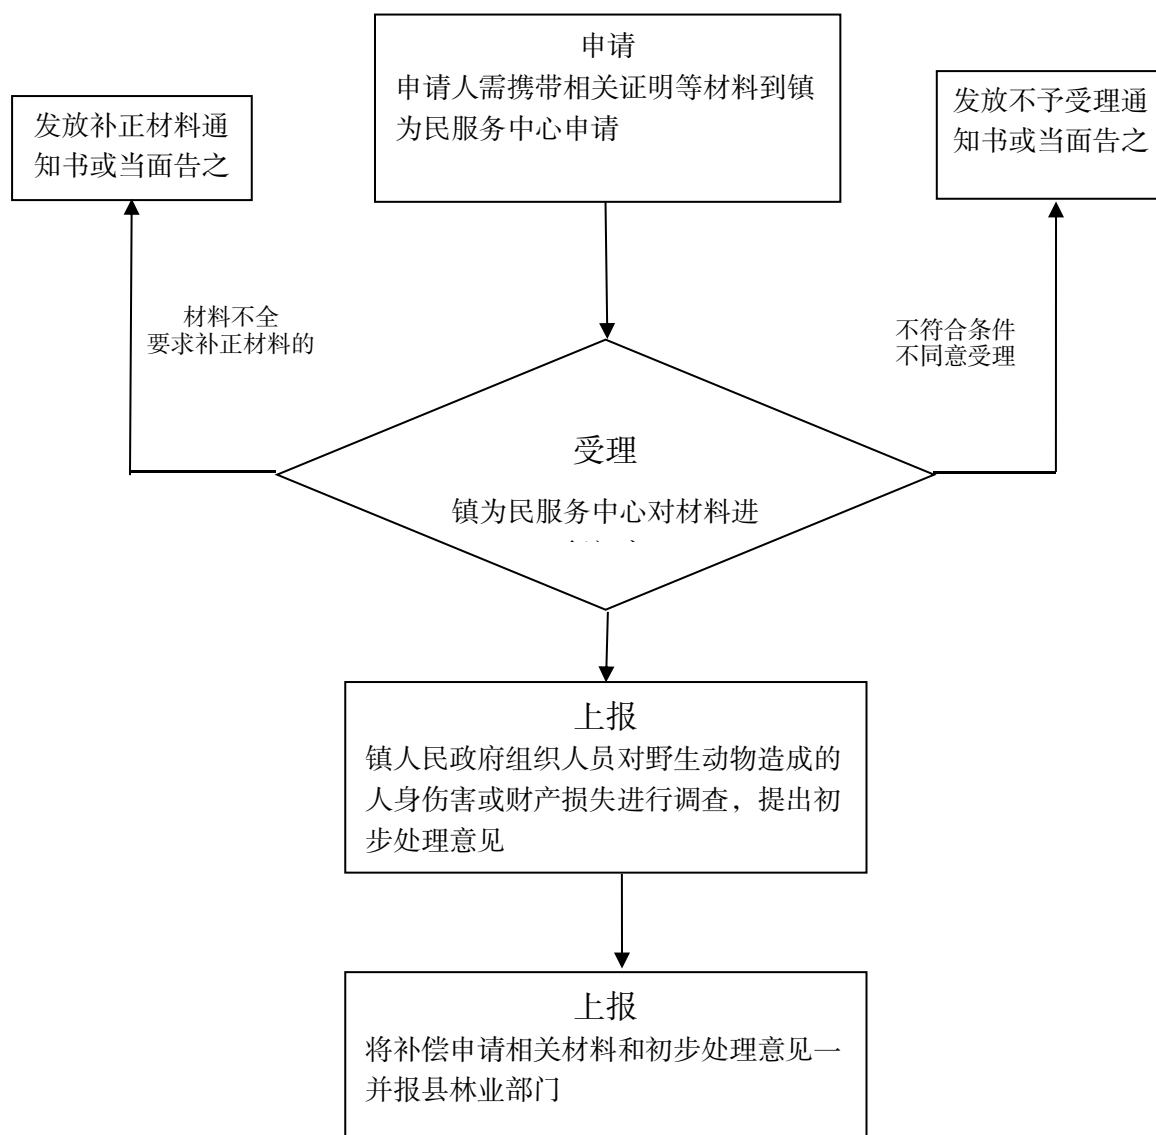 申请
申请人需携带相关证明等材料到镇
为民服务中心申请
发放补正材料通
知书或当面告之
发放不予受理通
知书或当面告之
材料不全
要求补正材料的
不符合条件
不同意受理
受理
镇为民服务中心对材料进
上报
镇人民政府组织人员对野生动物造成的
人身伤害或财产损失进行调查，提出初
步处理意见
上报
将补偿申请相关材料和初步处理意见一
并报县林业部门